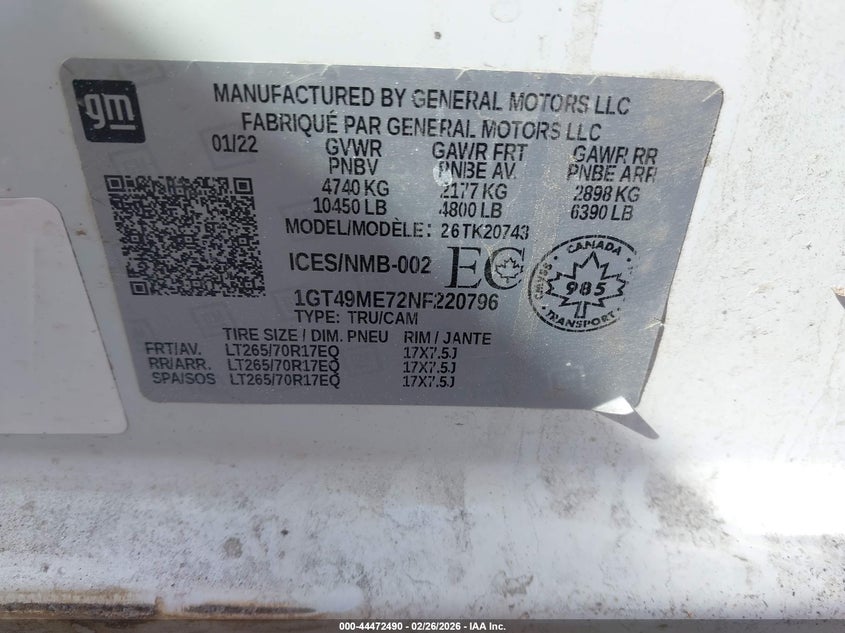 gm
MANUFACTURED BY GENERAL MOTORS LLC
FABRIQUÉ PAR GENERAL MOTORS LLC
01/22 GVWR GAWR FRT GAWR RR
PNBV PNBE AV. PNBE ARR
4740 KG 2177 KG 2898 KG
10450 LB 4800 LB 6390 LB
MODEL/MODÈLE: 26TK20743
ICES/NMB-002 EC
CANADA
985
TRANSPORT
1GT49ME72NF220796
TYPE: TRU/CAM
TIRE SIZE / DIM. PNEU RIM / JANTE
FRT/AV. LT265/70R17EQ 17X7.5J
RR/ARR. LT265/70R17EQ 17X7.5J
SPA/SOS LT265/70R17EQ 17X7.5J
000-44472490 - 02/26/2026 - IAA Inc.